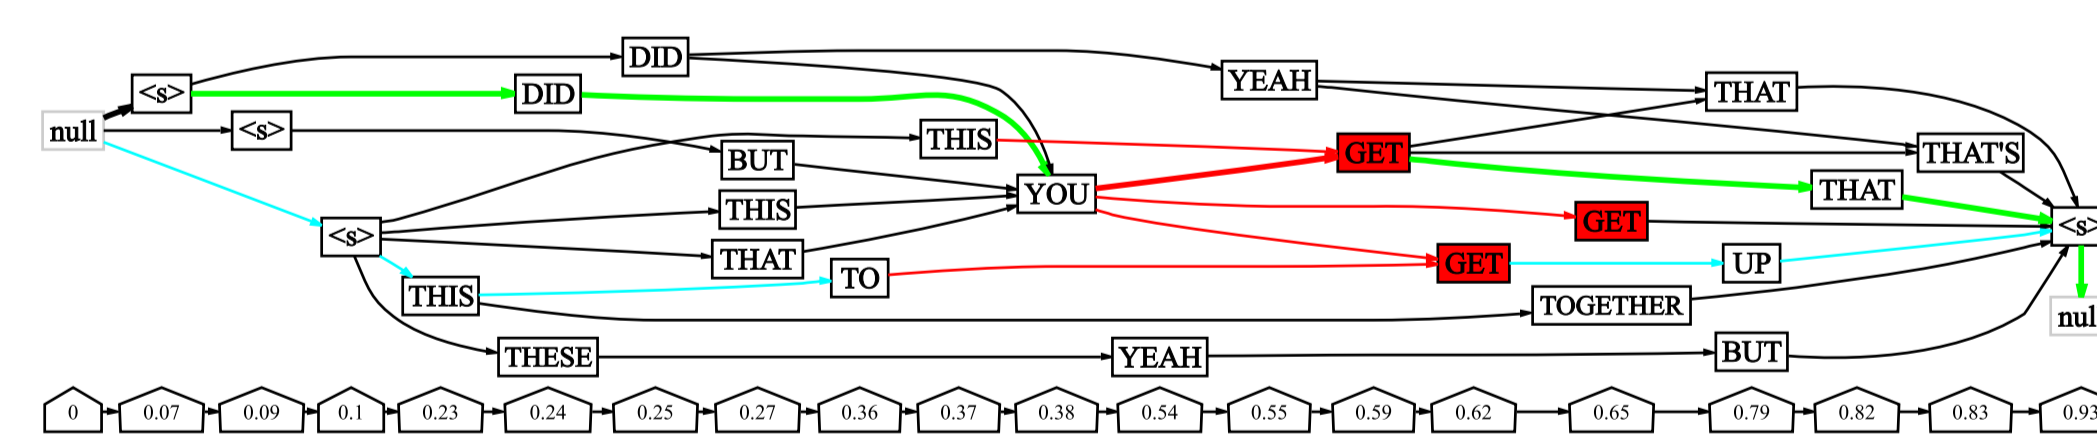 DID
YEAH
<s>
DID
THAT
null
<s>
THIS
BUT
GET
THAT'S
YOU
THAT
THIS
GET
<s>
<s>
THAT
GET
UP
TO
THIS
TOGETHER
nul
THESE
YEAH
BUT
0 0.07 0.09 0.1 0.23 0.24 0.25 0.27 0.36 0.37 0.38 0.54 0.55 0.59 0.62 0.65 0.79 0.82 0.83 0.93